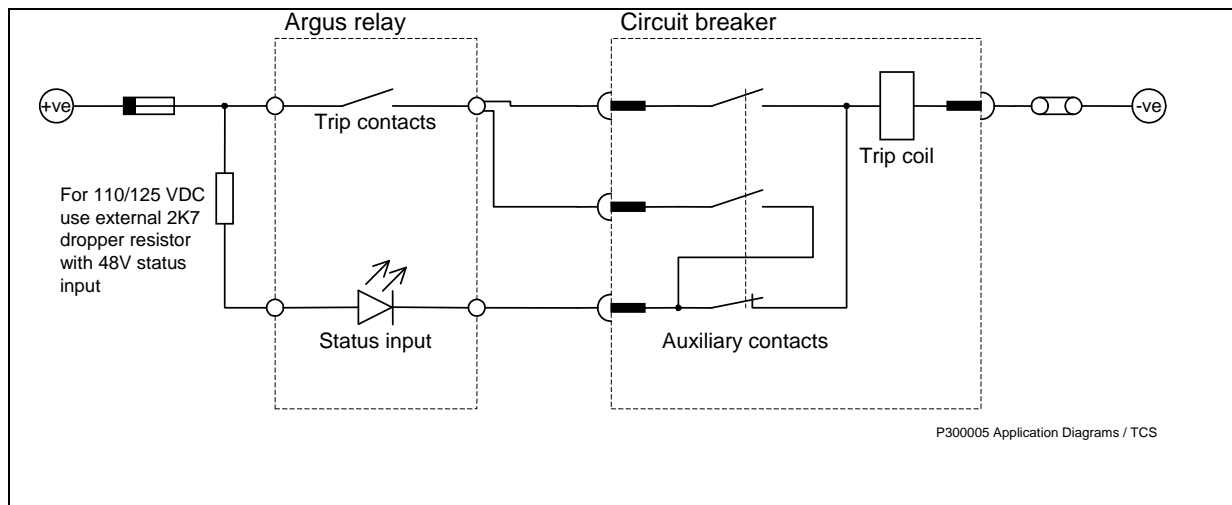 Argus relay
Circuit breaker
+ve
Trip contacts
Trip coil
-ve
For 110/125 VDC
use external 2K7
dropper resistor
with 48V status
input
Status input
Auxiliary contacts
P300005 Application Diagrams / TCS